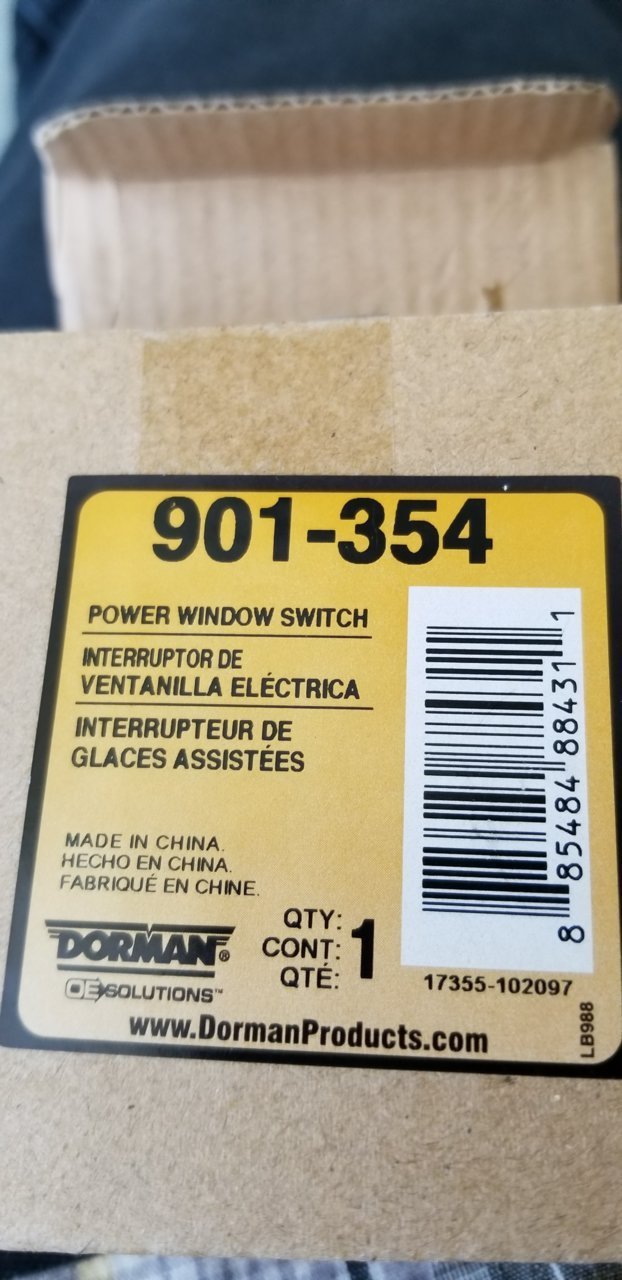 901-354
POWER WINDOW SWITCH
INTERRUPTOR DE
VENTANILLA ELÉCTRICA
INTERRUPTEUR DE
GLACES ASSISTÉES
MADE IN CHINA.
HECHO EN CHINA.
FABRIQUÉ EN CHINE.
DORMAN®
OE SOLUTIONS™
QTY:
CONT: 1
QTÉ:
8 85484 88431 1
17355-102097
www.DormanProducts.com
LB988